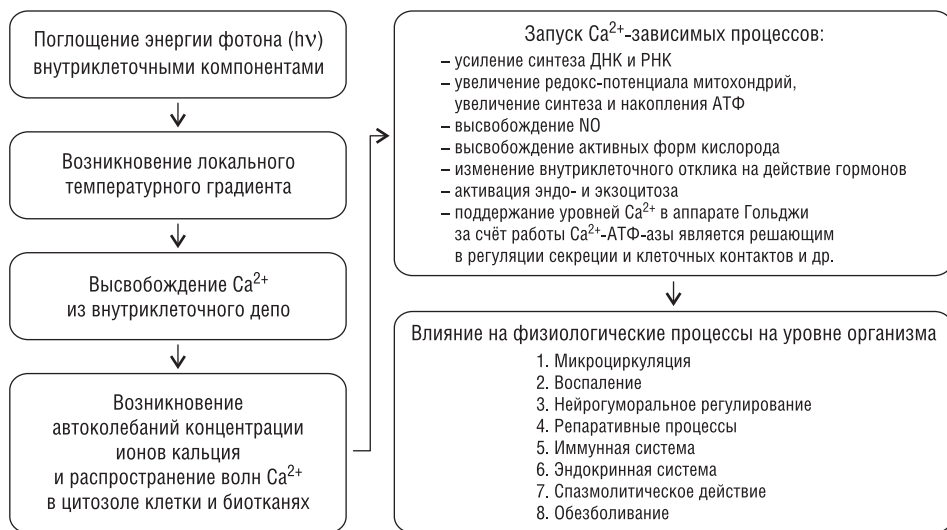 Поглощение энергии фотона (hν)
внутриклеточными компонентами
Возникновение локального
температурного градиента
Высвобождение Ca²⁺
из внутриклеточного депо
Возникновение
автоколебаний концентрации
ионов кальция
и распространение волн Ca²⁺
в цитозоле клетки и биотканях
Запуск Ca²⁺-зависимых процессов:
– усиление синтеза ДНК и РНК
– увеличение редокс-потенциала митохондрий,
увеличение синтеза и накопления АТФ
– высвобождение NO
– высвобождение активных форм кислорода
– изменение внутриклеточного отклика на действие гормонов
– активация эндо- и экзоцитоза
– поддержание уровней Ca²⁺ в аппарате Гольджи
за счёт работы Ca²⁺-АТФ-азы является решающим
в регуляции секреции и клеточных контактов и др.
Влияние на физиологические процессы на уровне организма
1. Микроциркуляция
2. Воспаление
3. Нейрогуморальное регулирование
4. Репаративные процессы
5. Иммунная система
6. Эндокринная система
7. Спазмолитическое действие
8. Обезболивание